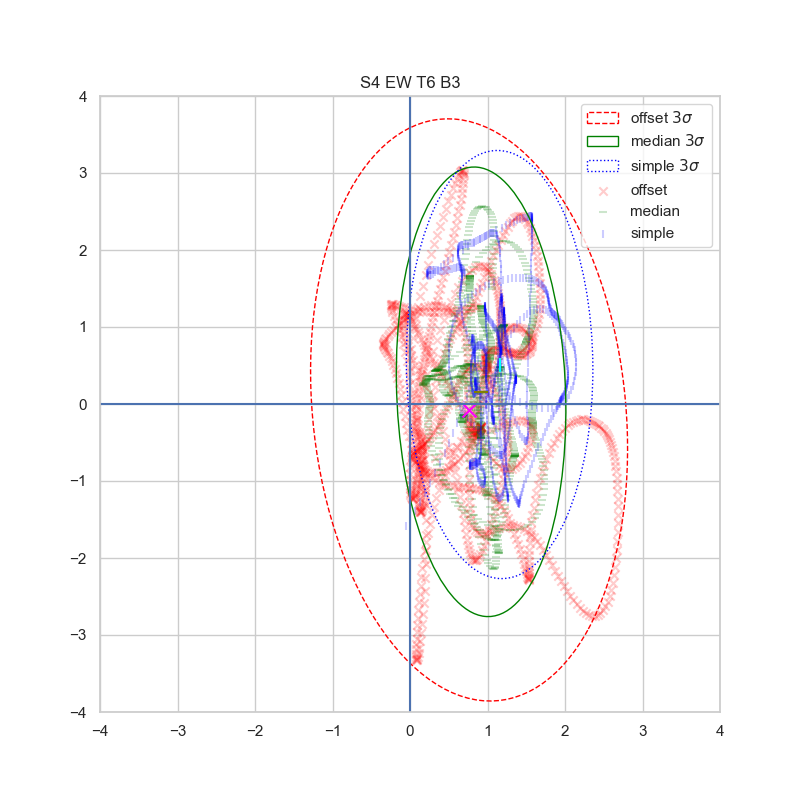 S4 EW T6 B3
offset 3σ
median 3σ
simple 3σ
offset
median
simple
4
3
2
1
0
−1
−2
−3
−4
−4 −3 −2 −1 0 1 2 3 4